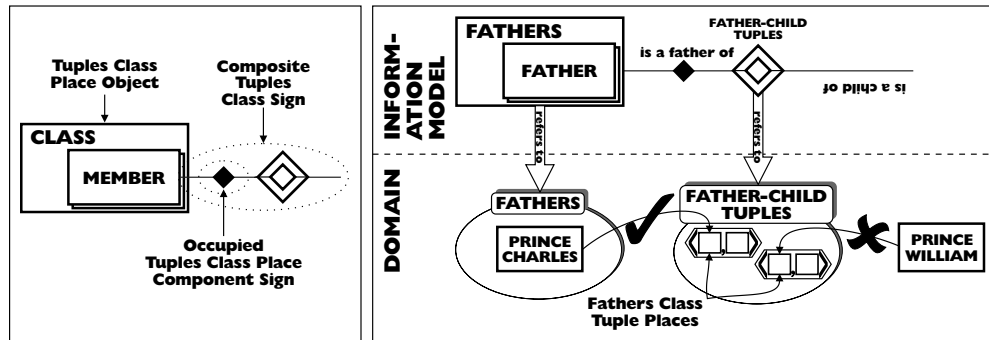 Tuples Class
Place Object
Composite
Tuples
Class Sign
CLASS
MEMBER
Occupied
Tuples Class Place
Component Sign
INFORM-
ATION
MODEL
FATHERS
FATHER
FATHER-CHILD
TUPLES
is a father of
is a child of
refers to
refers to
DOMAIN
FATHERS
PRINCE
CHARLES
FATHER-CHILD
TUPLES
,
,
PRINCE
WILLIAM
Fathers Class
Tuple Places